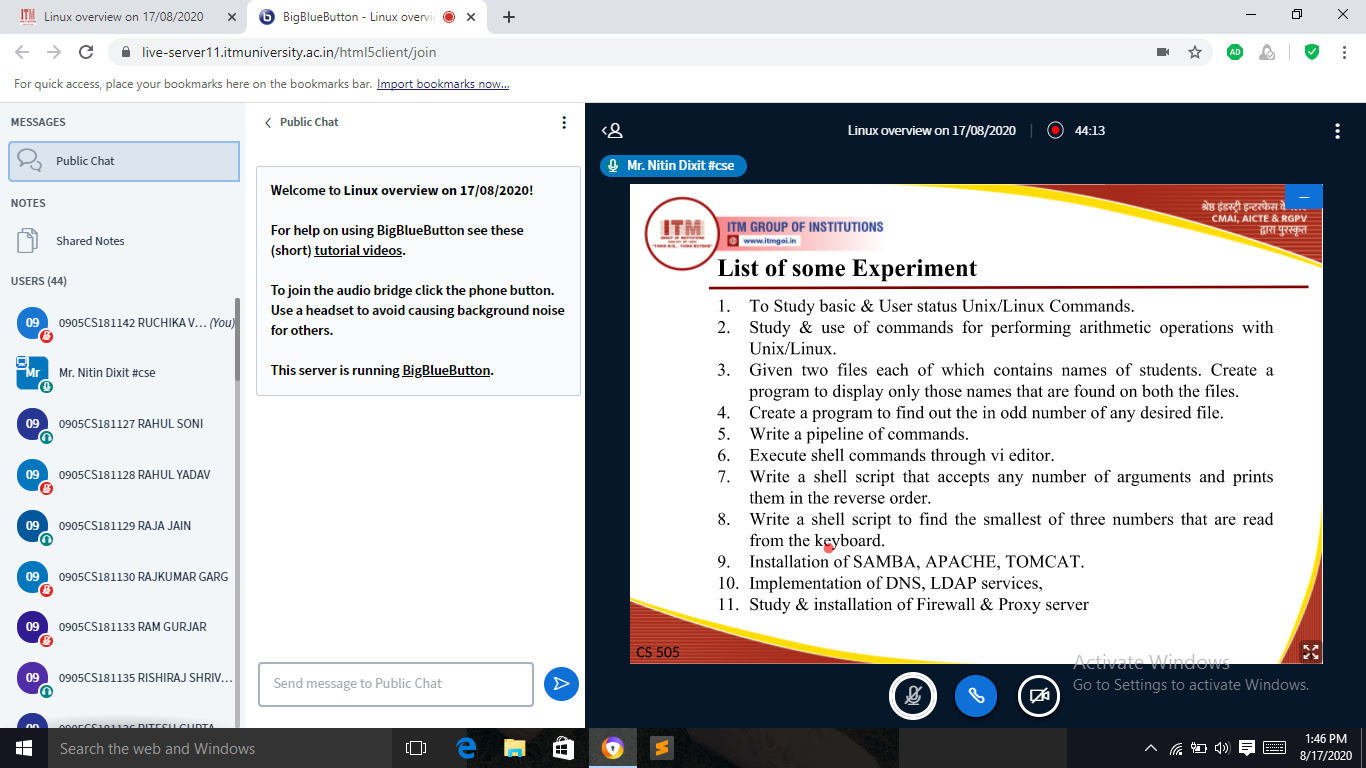 Linux overview on 17/08/2020
BigBlueButton - Linux overvi
live-server11.itmuniversity.ac.in/html5client/join
For quick access, place your bookmarks here on the bookmarks bar. Import bookmarks now...
MESSAGES
Public Chat
NOTES
Shared Notes
USERS (44)
09 0905CS181142 RUCHIKA V... (You)
Mr Mr. Nitin Dixit #cse
09 0905CS181127 RAHUL SONI
09 0905CS181128 RAHUL YADAV
09 0905CS181129 RAJA JAIN
09 0905CS181130 RAJKUMAR GARG
09 0905CS181133 RAM GURJAR
09 0905CS181135 RISHIRAJ SHRIV...
09 0905CS181136 RITESH GUPTA
Public Chat
Welcome to Linux overview on 17/08/2020!
For help on using BigBlueButton see these
(short) tutorial videos.
To join the audio bridge click the phone button.
Use a headset to avoid causing background noise
for others.
This server is running BigBlueButton.
Send message to Public Chat
Linux overview on 17/08/2020
44:13
Mr. Nitin Dixit #cse
ITM
GROUP OF INSTITUTIONS
"THINK BIG... THINK BEYOND"
ITM GROUP OF INSTITUTIONS
www.itmgoi.in
श्रेष्ठ इंडस्ट्री इन्टरफेस
CMAI, AICTE & RGPV
द्वारा पुरस्कृत
List of some Experiment
1. To Study basic & User status Unix/Linux Commands.
2. Study & use of commands for performing arithmetic operations with
Unix/Linux.
3. Given two files each of which contains names of students. Create a
program to display only those names that are found on both the files.
4. Create a program to find out the in odd number of any desired file.
5. Write a pipeline of commands.
6. Execute shell commands through vi editor.
7. Write a shell script that accepts any number of arguments and prints
them in the reverse order.
8. Write a shell script to find the smallest of three numbers that are read
from the keyboard.
9. Installation of SAMBA, APACHE, TOMCAT.
10. Implementation of DNS, LDAP services,
11. Study & installation of Firewall & Proxy server
CS 505
Activate Windows
Go to Settings to activate Windows.
Search the web and Windows
1:46 PM
8/17/2020